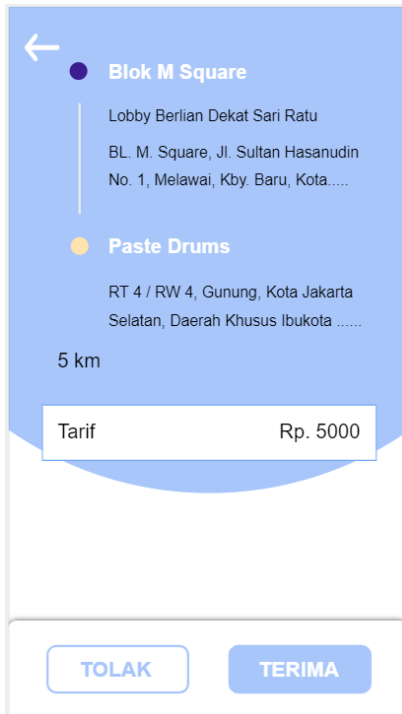 Blok M Square
Lobby Berlian Dekat Sari Ratu
BL. M. Square, Jl. Sultan Hasanudin
No. 1, Melawai, Kby. Baru, Kota.....
Paste Drums
RT 4 / RW 4, Gunung, Kota Jakarta
Selatan, Daerah Khusus Ibukota ......
5 km
Tarif Rp. 5000
TOLAK TERIMA